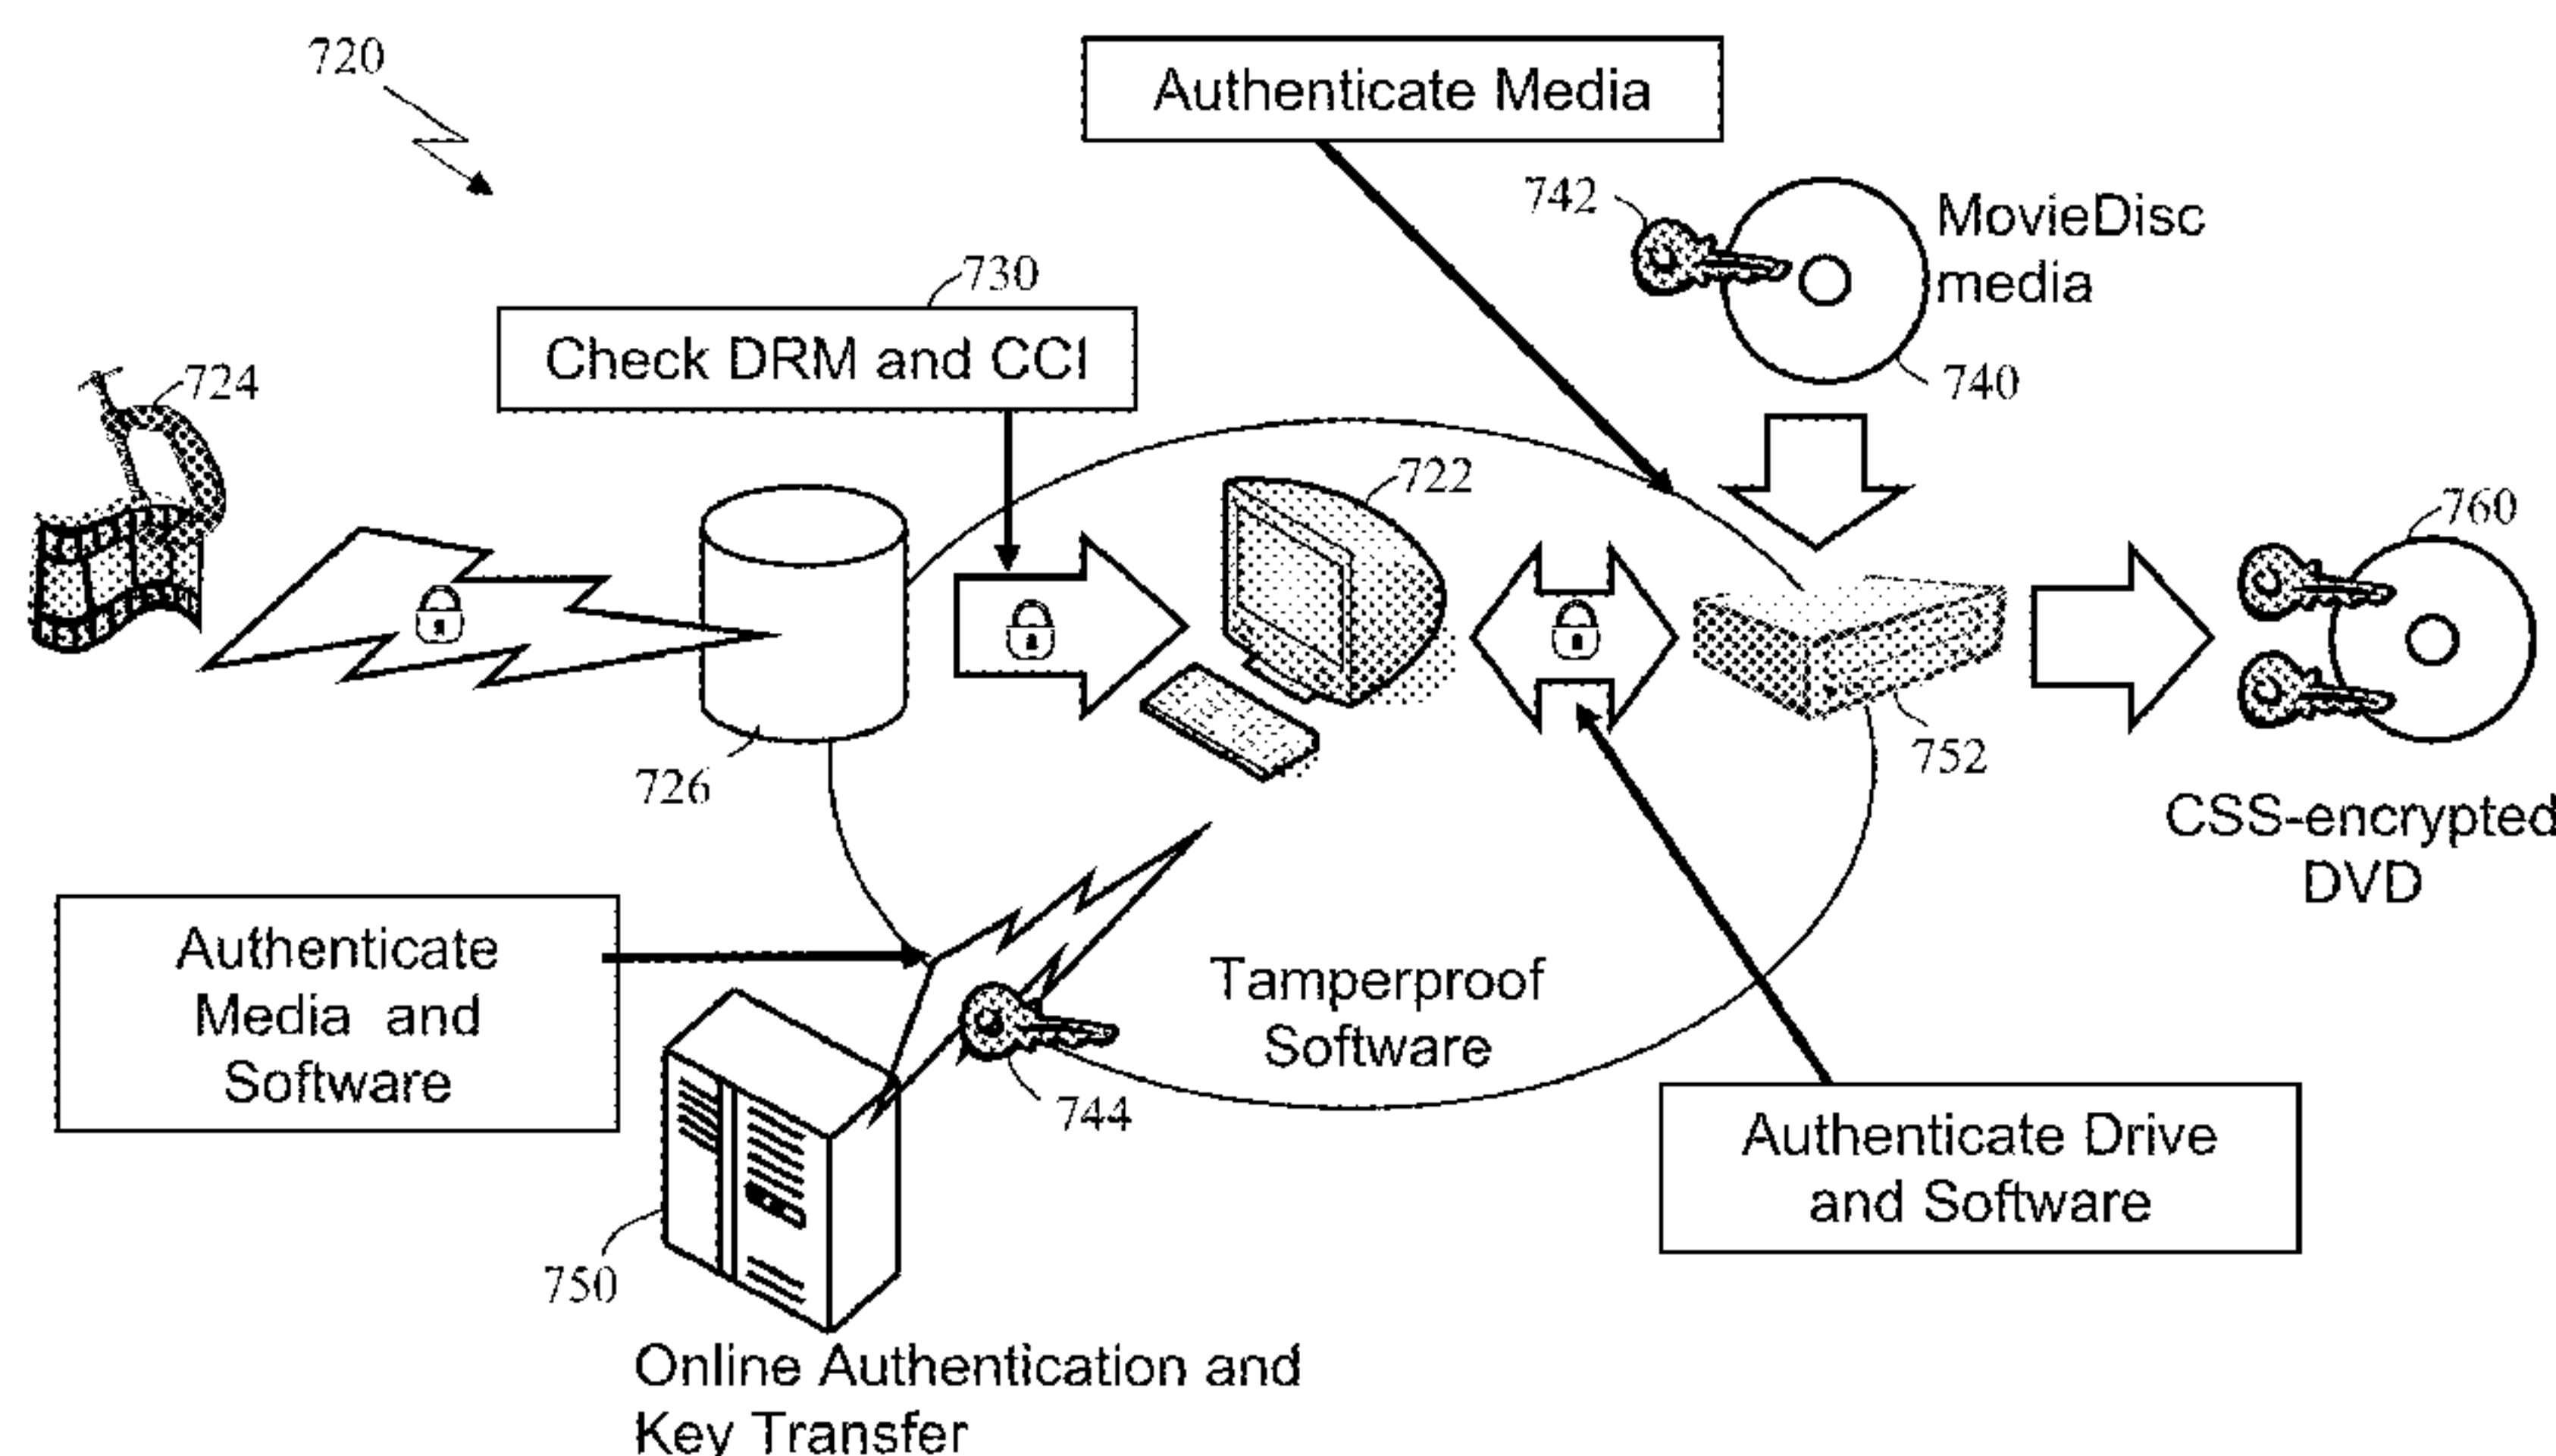 720
Authenticate Media
742
MovieDisc
media
740
730
Check DRM and CCI
724
722
760
726
752
CSS-encrypted
DVD
Authenticate
Media and
Software
Tamperproof
Software
744
Authenticate Drive
and Software
750
Online Authentication and
Key Transfer